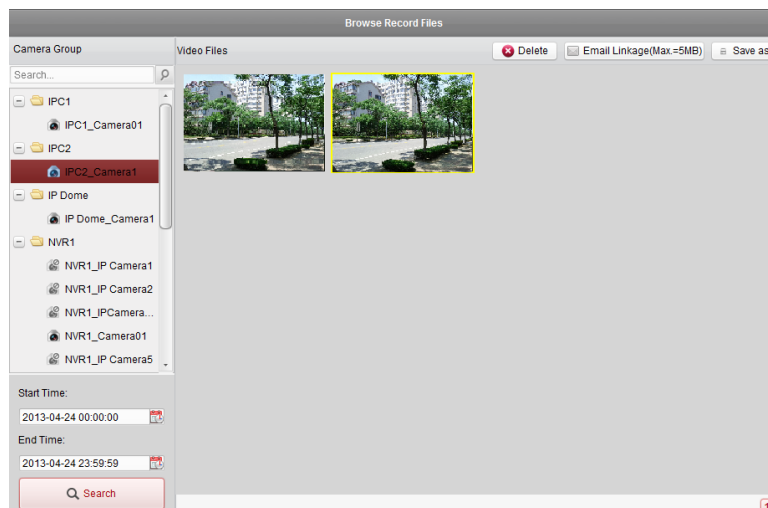 Browse Record Files
Camera Group
Video Files
Delete
Email Linkage(Max.=5MB)
Save as
Search...
IPC1
IPC1_Camera01
IPC2
IPC2_Camera1
IP Dome
IP Dome_Camera1
NVR1
NVR1_IP Camera1
NVR1_IP Camera2
NVR1_IPCamera...
NVR1_Camera01
NVR1_IP Camera5
Start Time:
2013-04-24 00:00:00
End Time:
2013-04-24 23:59:59
Search
1